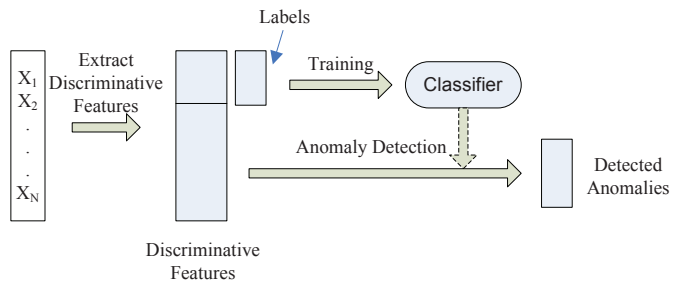 Labels
Extract
Discriminative
Features
Training
Classifier
X1
X2
.
.
.
XN
Anomaly Detection
Detected
Anomalies
Discriminative
Features